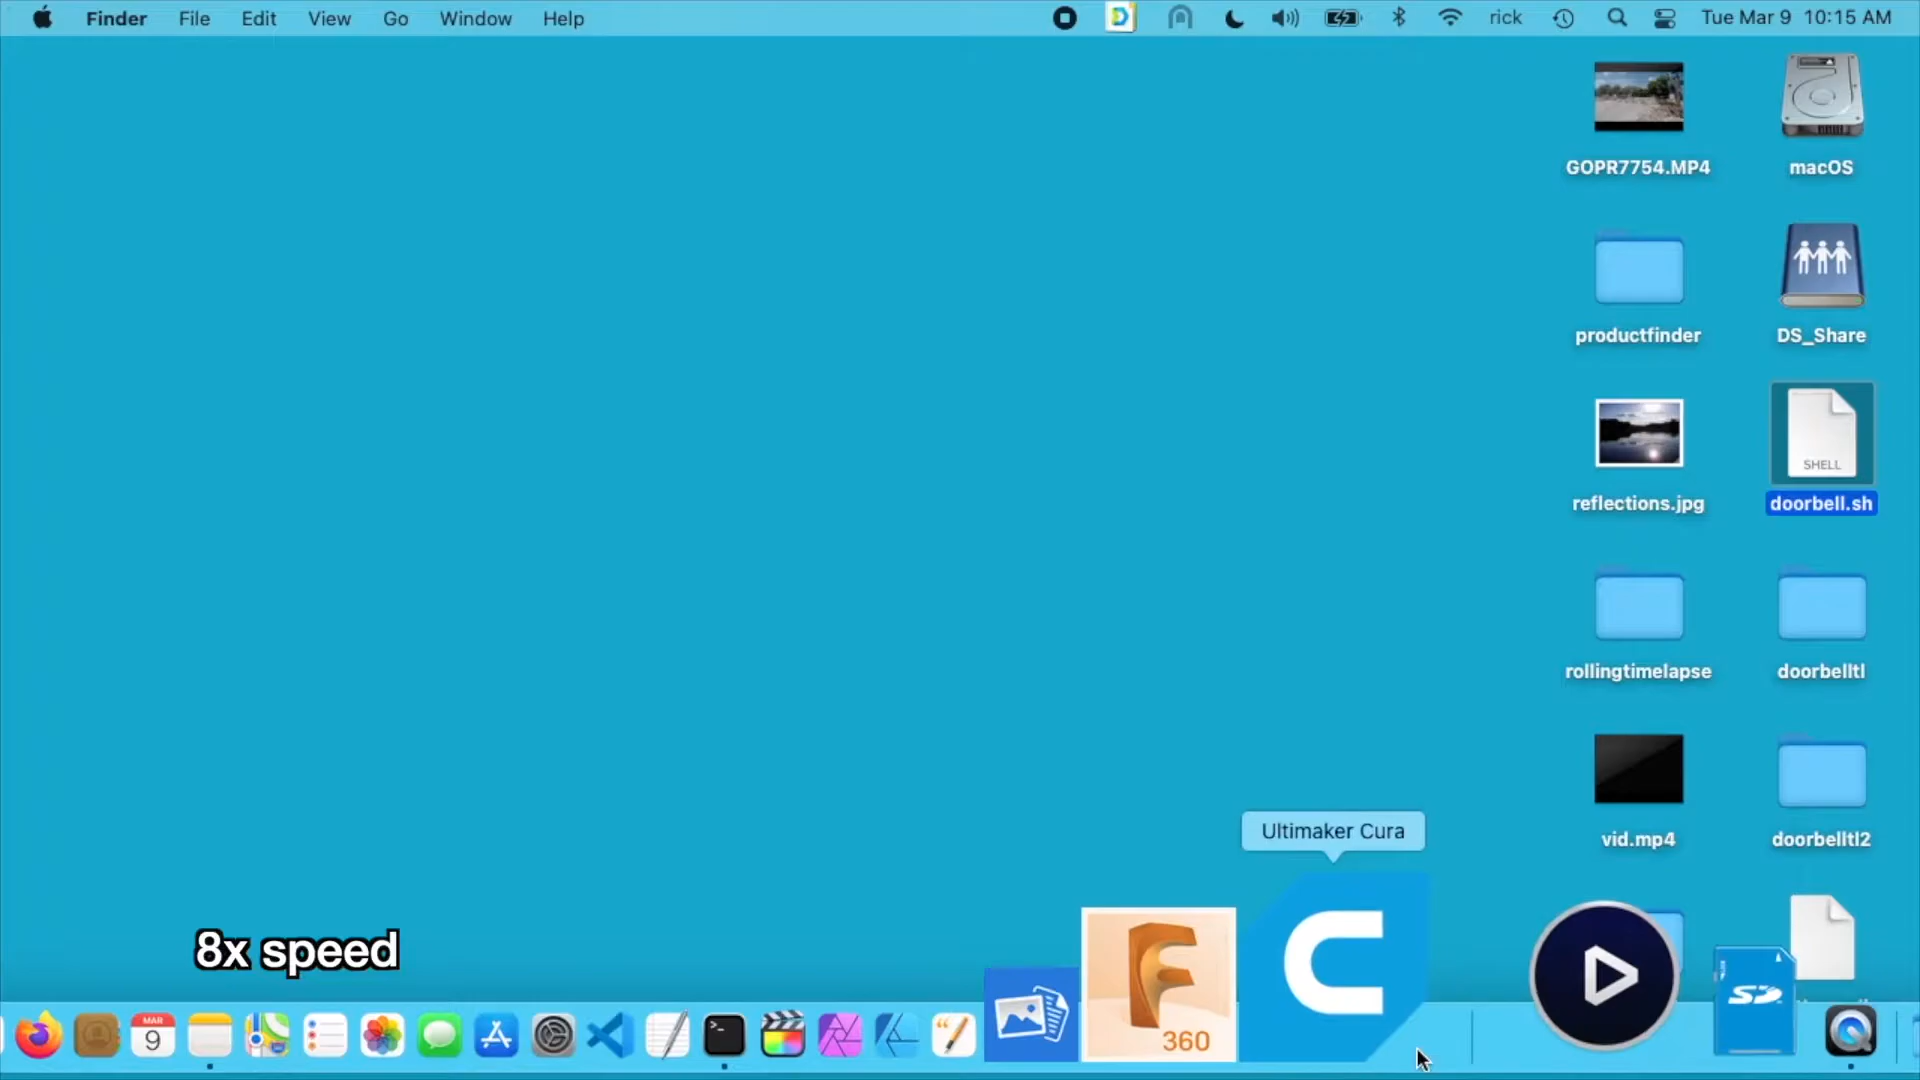 Finder File Edit View Go Window Help rick Tue Mar 9 10:15 AM
GOPR7754.MP4 macOS
productfinder DS_Share
SHELL
reflections.jpg doorbell.sh
rollingtimelapse doorbelltl
vid.mp4 doorbelltl2
Ultimaker Cura
8x speed
360
SD
MAR
9